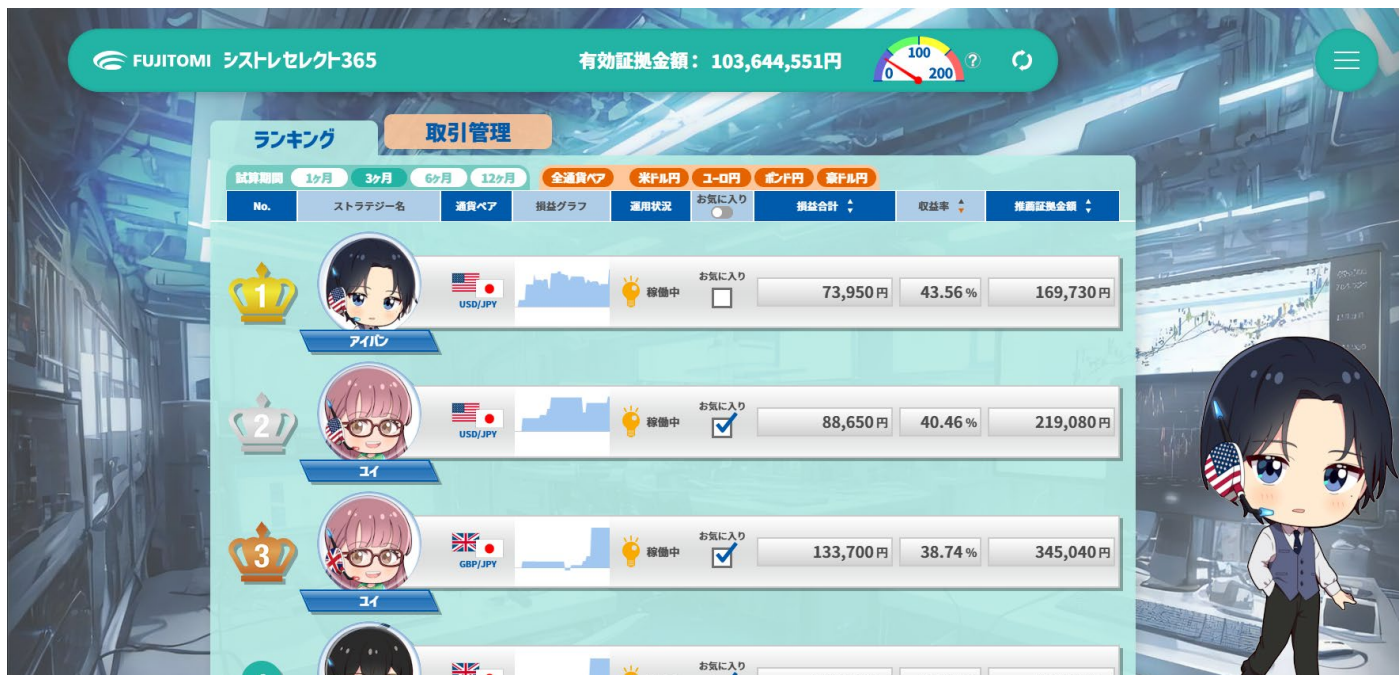 FUJITOMI シストレセレクト365
有効証拠金額: 103,644,551円
0 100 200 ?
ランキング 取引管理
試算期間 1ヶ月 3ヶ月 6ヶ月 12ヶ月 全通貨ペア 米ドル円 ユーロ円 ポンド円 豪ドル円
No. ストラテジー名 通貨ペア 損益グラフ 運用状況 お気に入り 損益合計 収益率 推薦証拠金額
1 USD/JPY 稼働中 お気に入り 73,950円 43.56% 169,730円
アイバン
2 USD/JPY 稼働中 お気に入り 88,650円 40.46% 219,080円
ユイ
3 GBP/JPY 稼働中 お気に入り 133,700円 38.74% 345,040円
ユイ
お気に入り